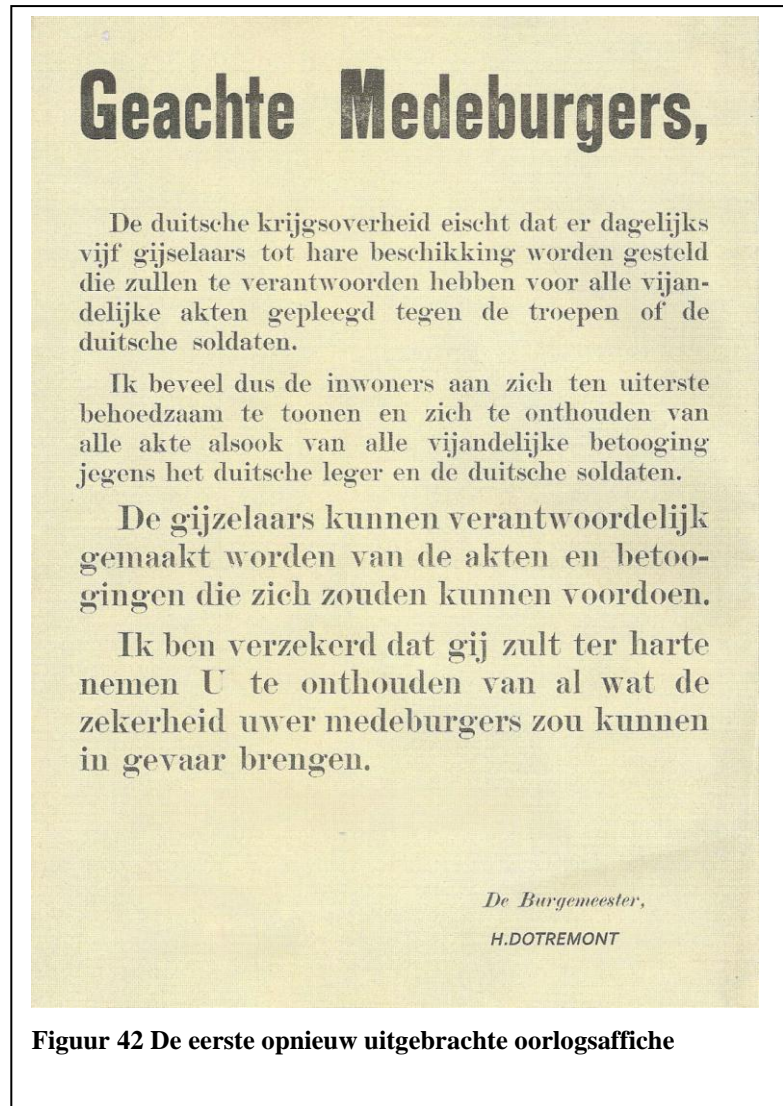 Geachte Medeburgers,
De duitsche krijgsoverheid eischt dat er dagelijks
vijf gijselaars tot hare beschikking worden gesteld
die zullen te verantwoorden hebben voor alle vijan-
delijke akten gepleegd tegen de troepen of de
duitsche soldaten.
Ik beveel dus de inwoners aan zich ten uiterste
behoedzaam te toonen en zich te onthouden van
alle akte alsook van alle vijandelijke betooging
jegens het duitsche leger en de duitsche soldaten.
De gijzelaars kunnen verantwoordelijk
gemaakt worden van de akten en betoo-
gingen die zich zouden kunnen voordoen.
Ik ben verzekerd dat gij zult ter harte
nemen U te onthouden van al wat de
zekerheid uwer medeburgers zou kunnen
in gevaar brengen.
De Burgemeester,
H.DOTREMONT
Figuur 42 De eerste opnieuw uitgebrachte oorlogsaffiche